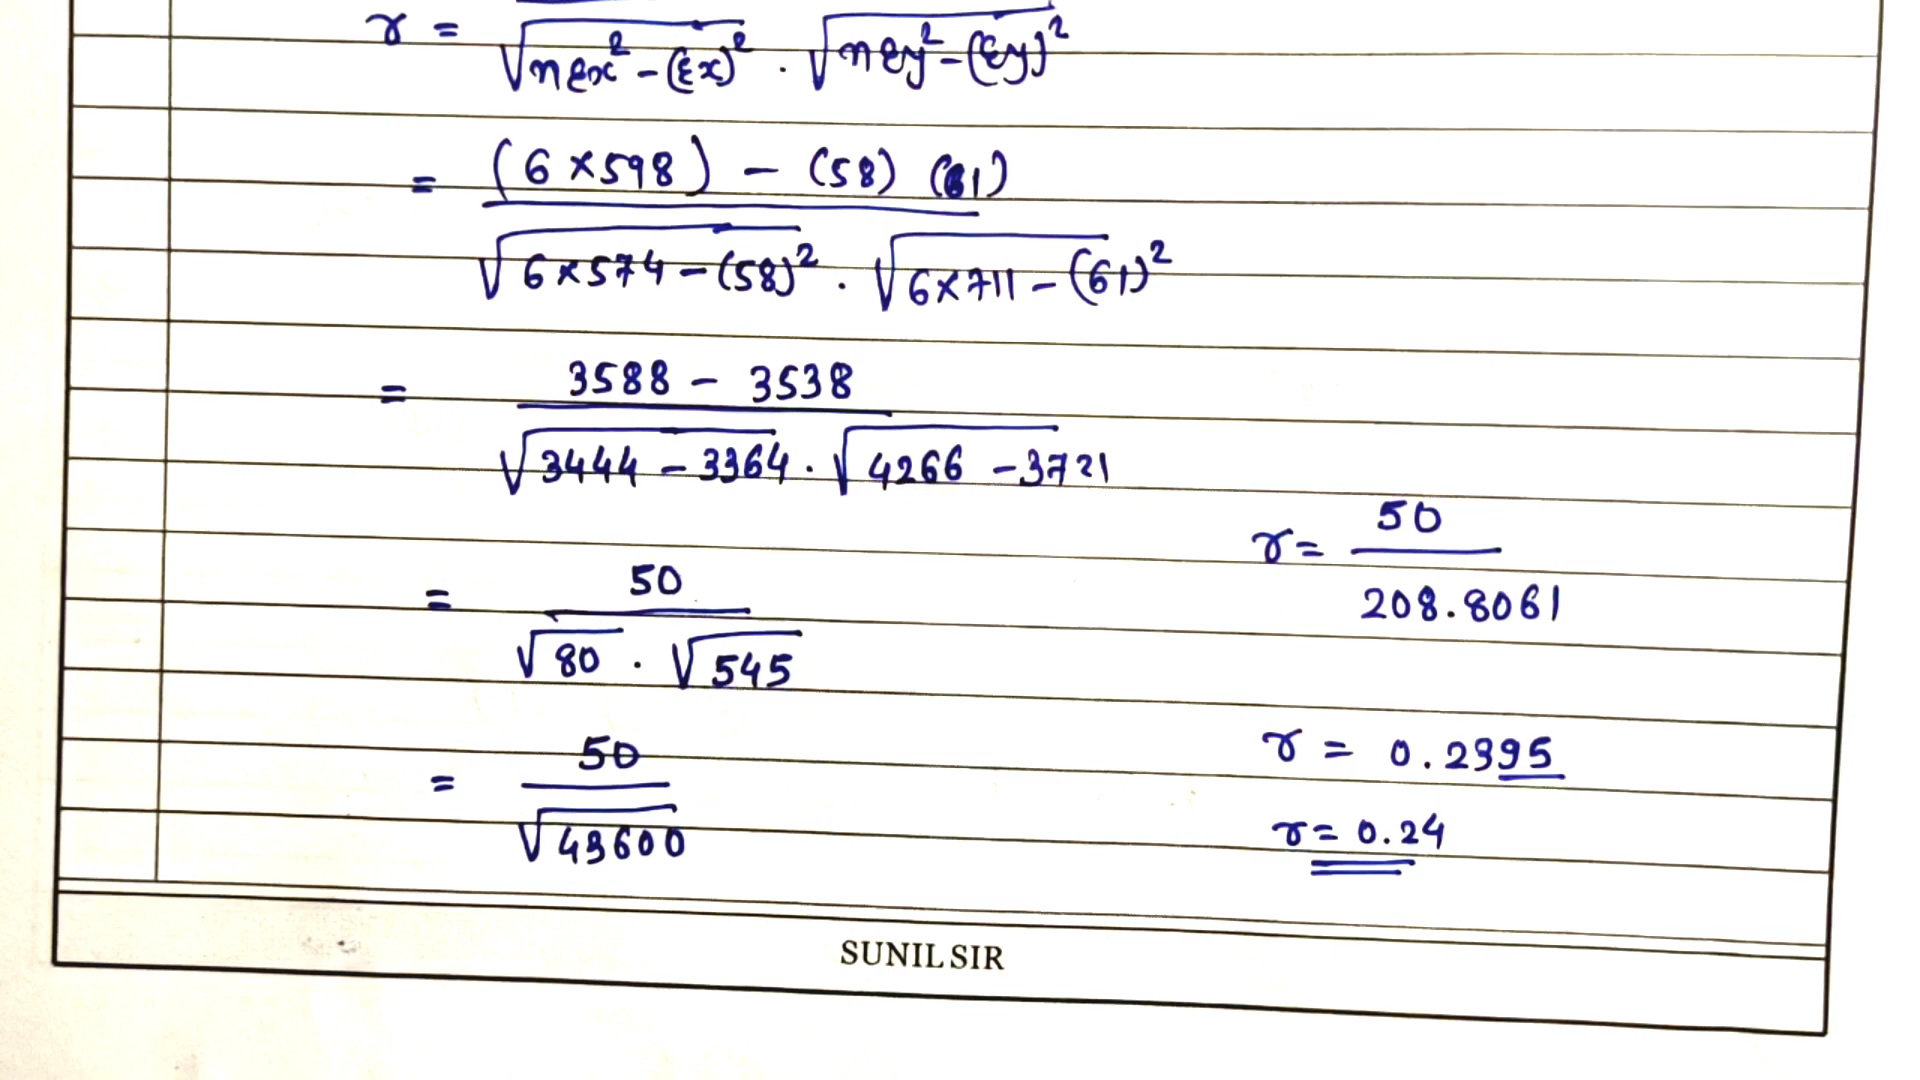 r = √nΣx² - (Σx)² . √nΣy² - (Σy)²
= (6 × 598) - (58) (61)
√6 × 574 - (58)² . √6 × 711 - (61)²
= 3588 - 3538
√3444 - 3364 . √4266 - 3721
= 50
√80 . √545
= 50
√43600
r = 50
208.8061
r = 0.2395
r = 0.24
SUNIL SIR